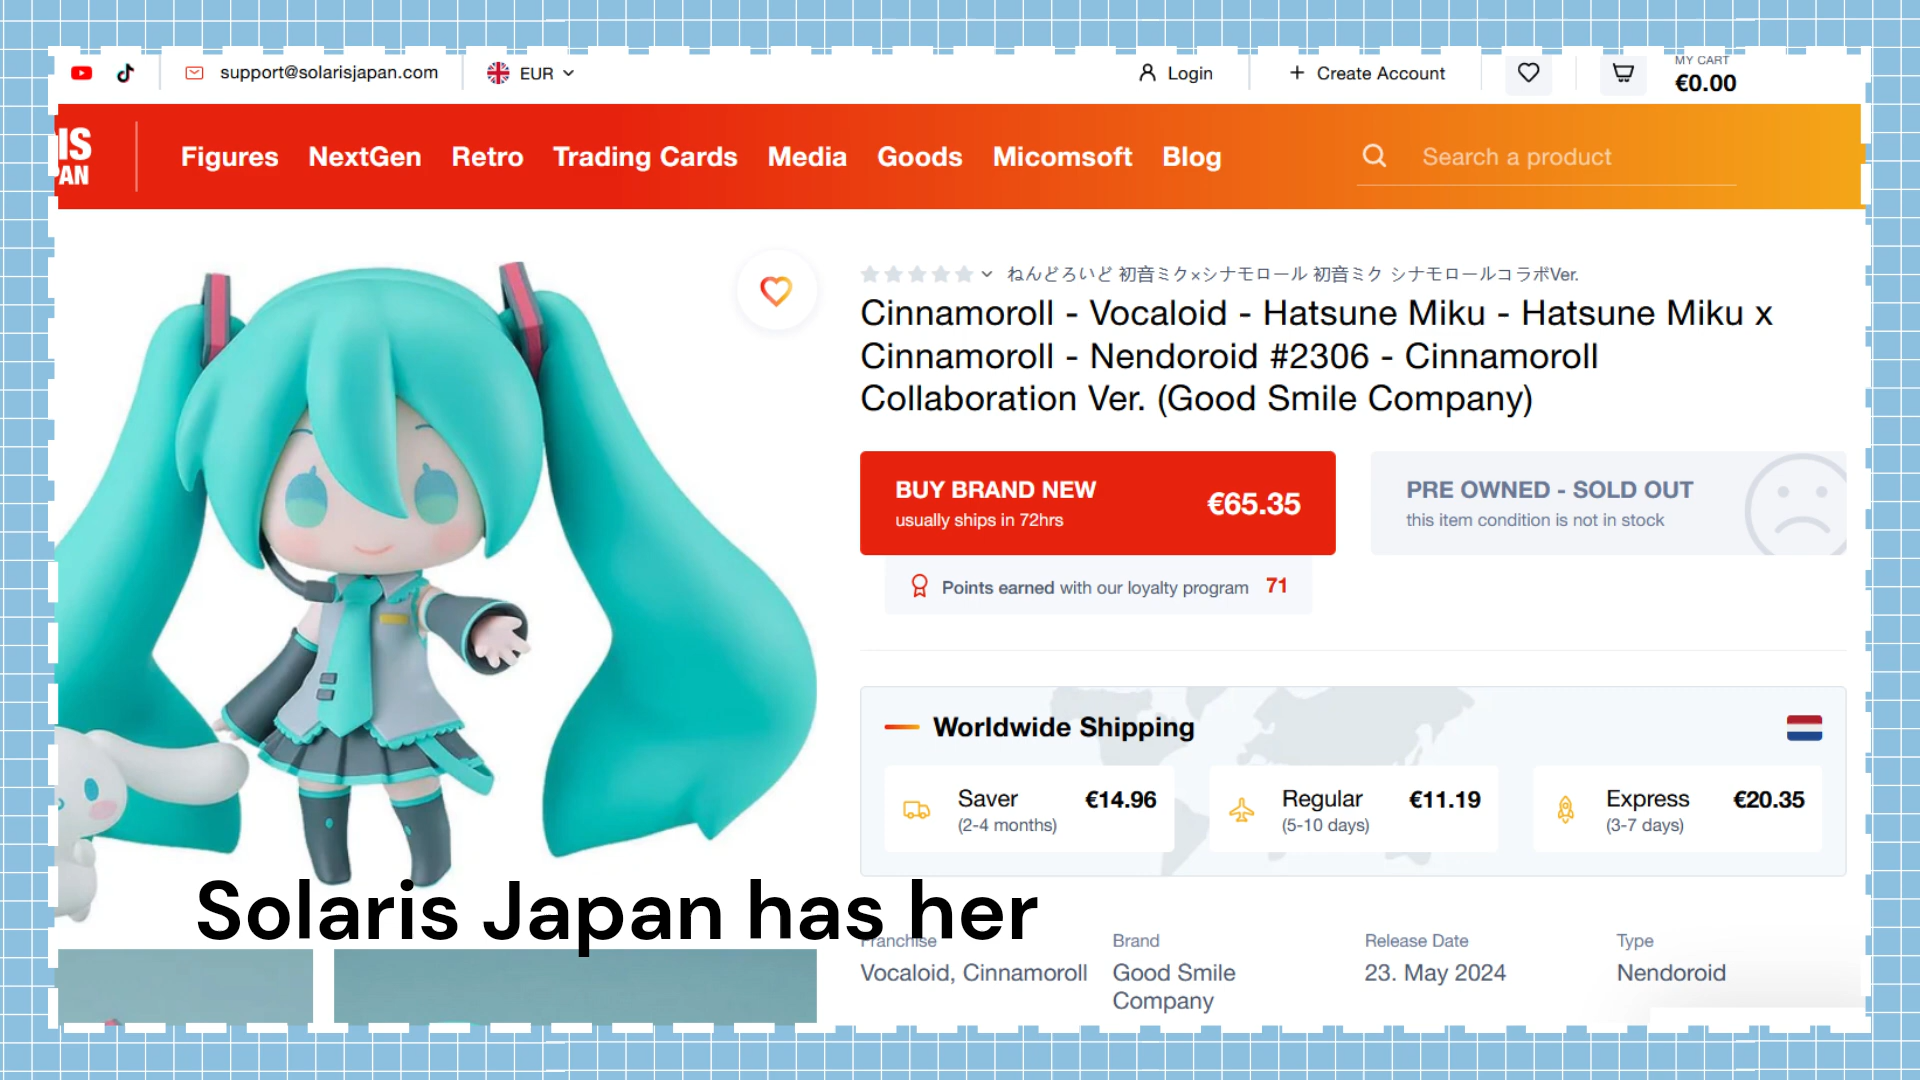 support@solarisjapan.com
EUR
Login
Create Account
MY CART
€0.00
IS
PAN
Figures
NextGen
Retro
Trading Cards
Media
Goods
Micomsoft
Blog
Search a product
ねんどろいど 初音ミク×シナモロール 初音ミク シナモロールコラボVer.
Cinnamoroll - Vocaloid - Hatsune Miku - Hatsune Miku x
Cinnamoroll - Nendoroid #2306 - Cinnamoroll
Collaboration Ver. (Good Smile Company)
BUY BRAND NEW
usually ships in 72hrs
€65.35
PRE OWNED - SOLD OUT
this item condition is not in stock
Points earned with our loyalty program 71
Worldwide Shipping
Saver
(2-4 months)
€14.96
Regular
(5-10 days)
€11.19
Express
(3-7 days)
€20.35
Solaris Japan has her
Franchise
Vocaloid, Cinnamoroll
Brand
Good Smile
Company
Release Date
23. May 2024
Type
Nendoroid